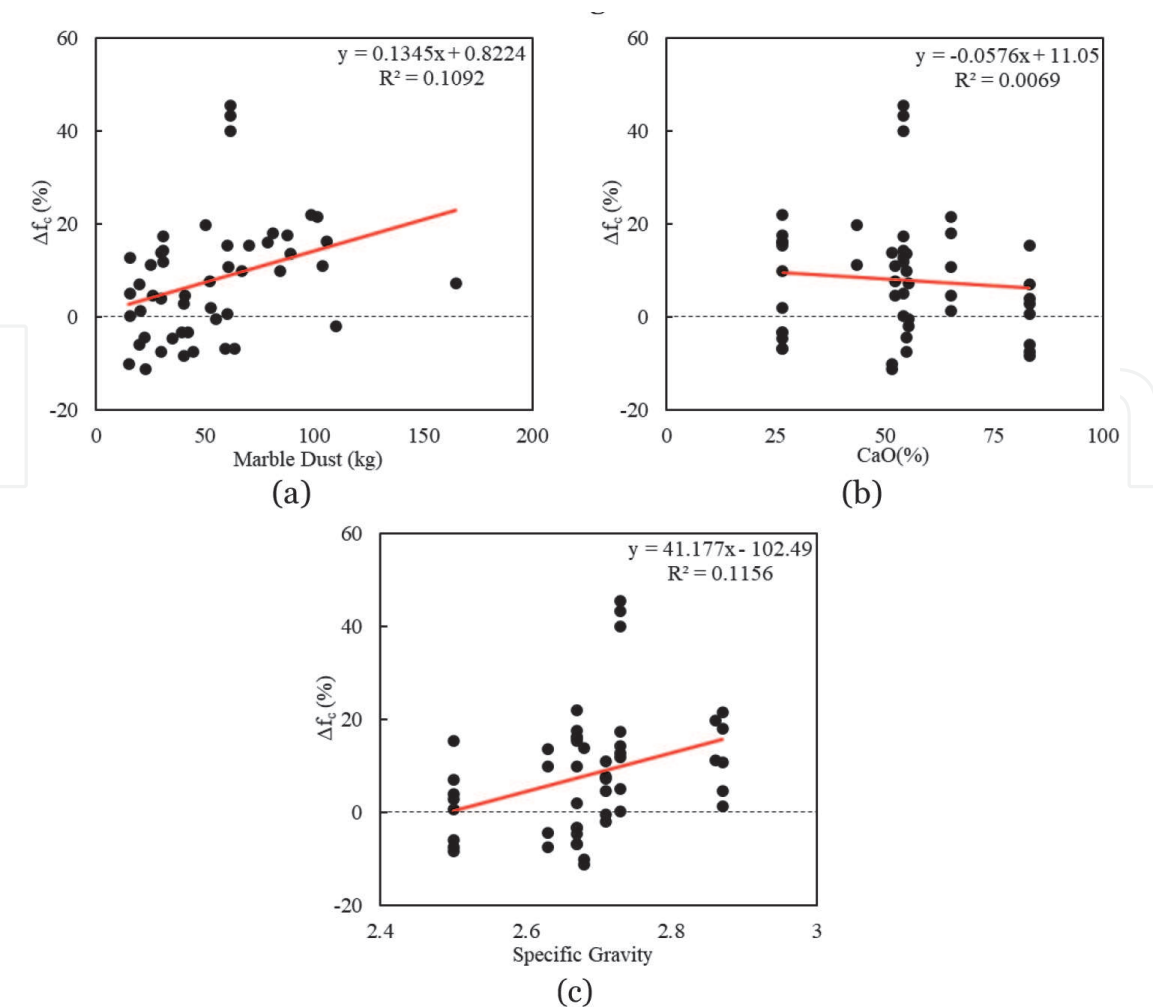 y = 0.1345x + 0.8224
R² = 0.1092
60
40
20
0
-20
Δf꜀ (%)
0 50 100 150 200
Marble Dust (kg)
(a)
y = -0.0576x + 11.05
R² = 0.0069
60
40
20
0
-20
Δf꜀ (%)
0 25 50 75 100
CaO(%)
(b)
y = 41.177x - 102.49
R² = 0.1156
60
40
20
0
-20
Δf꜀ (%)
2.4 2.6 2.8 3
Specific Gravity
(c)